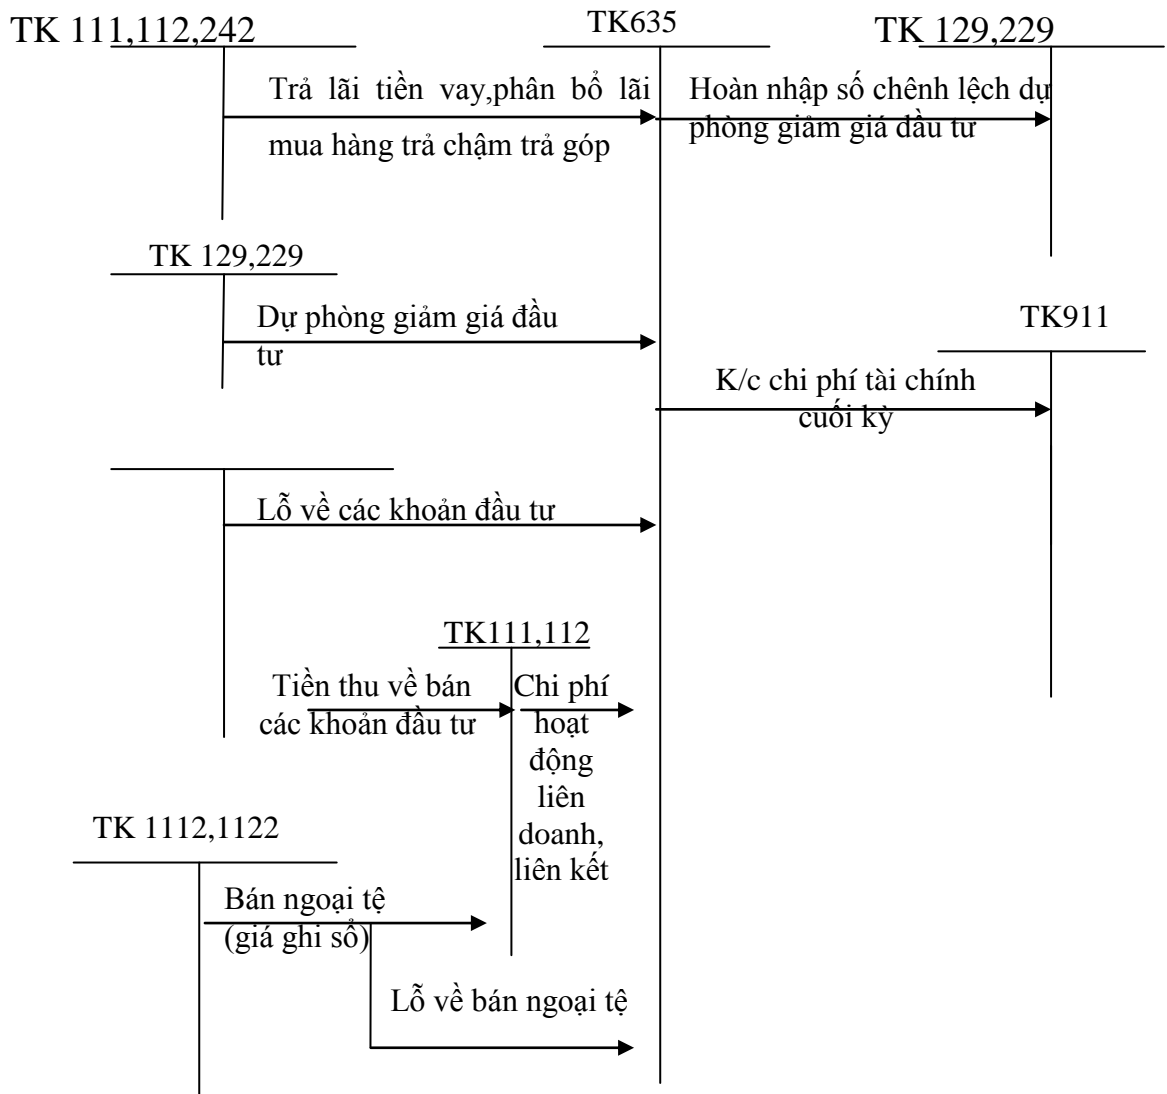 TK 111,112,242
TK635
TK 129,229
Trả lãi tiền vay,phân bổ lãi
mua hàng trả chậm trả góp
Hoàn nhập số chênh lệch dự
phòng giảm giá đầu tư
TK 129,229
Dự phòng giảm giá đầu
tư
TK911
K/c chi phí tài chính
cuối kỳ
Lỗ về các khoản đầu tư
TK111,112
Tiền thu về bán
các khoản đầu tư
Chi phí
hoạt
động
liên
doanh,
liên kết
TK 1112,1122
Bán ngoại tệ
(giá ghi sổ)
Lỗ về bán ngoại tệ